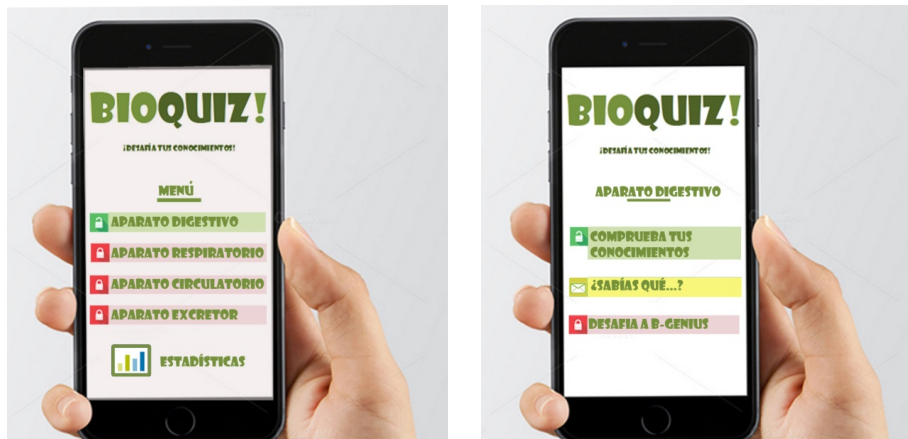 BIOQUIZ!
¡DESAFÍA TUS CONOCIMIENTOS!
MENÚ
APARATO DIGESTIVO
APARATO RESPIRATORIO
APARATO CIRCULATORIO
APARATO EXCRETOR
ESTADÍSTICAS
BIOQUIZ!
¡DESAFÍA TUS CONOCIMIENTOS!
APARATO DIGESTIVO
COMPRUEBA TUS
CONOCIMIENTOS
¿SABÍAS QUÉ...?
DESAFIA A B-GENIUS